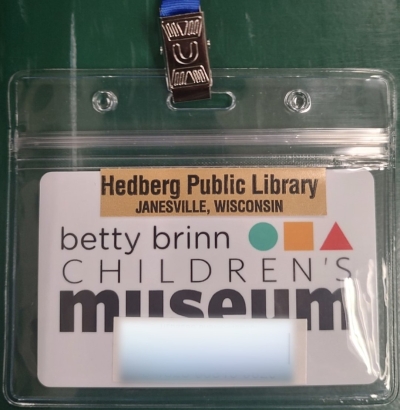 Hedberg Public Library
JANESVILLE, WISCONSIN
betty brinn
CHILDREN'S
museum